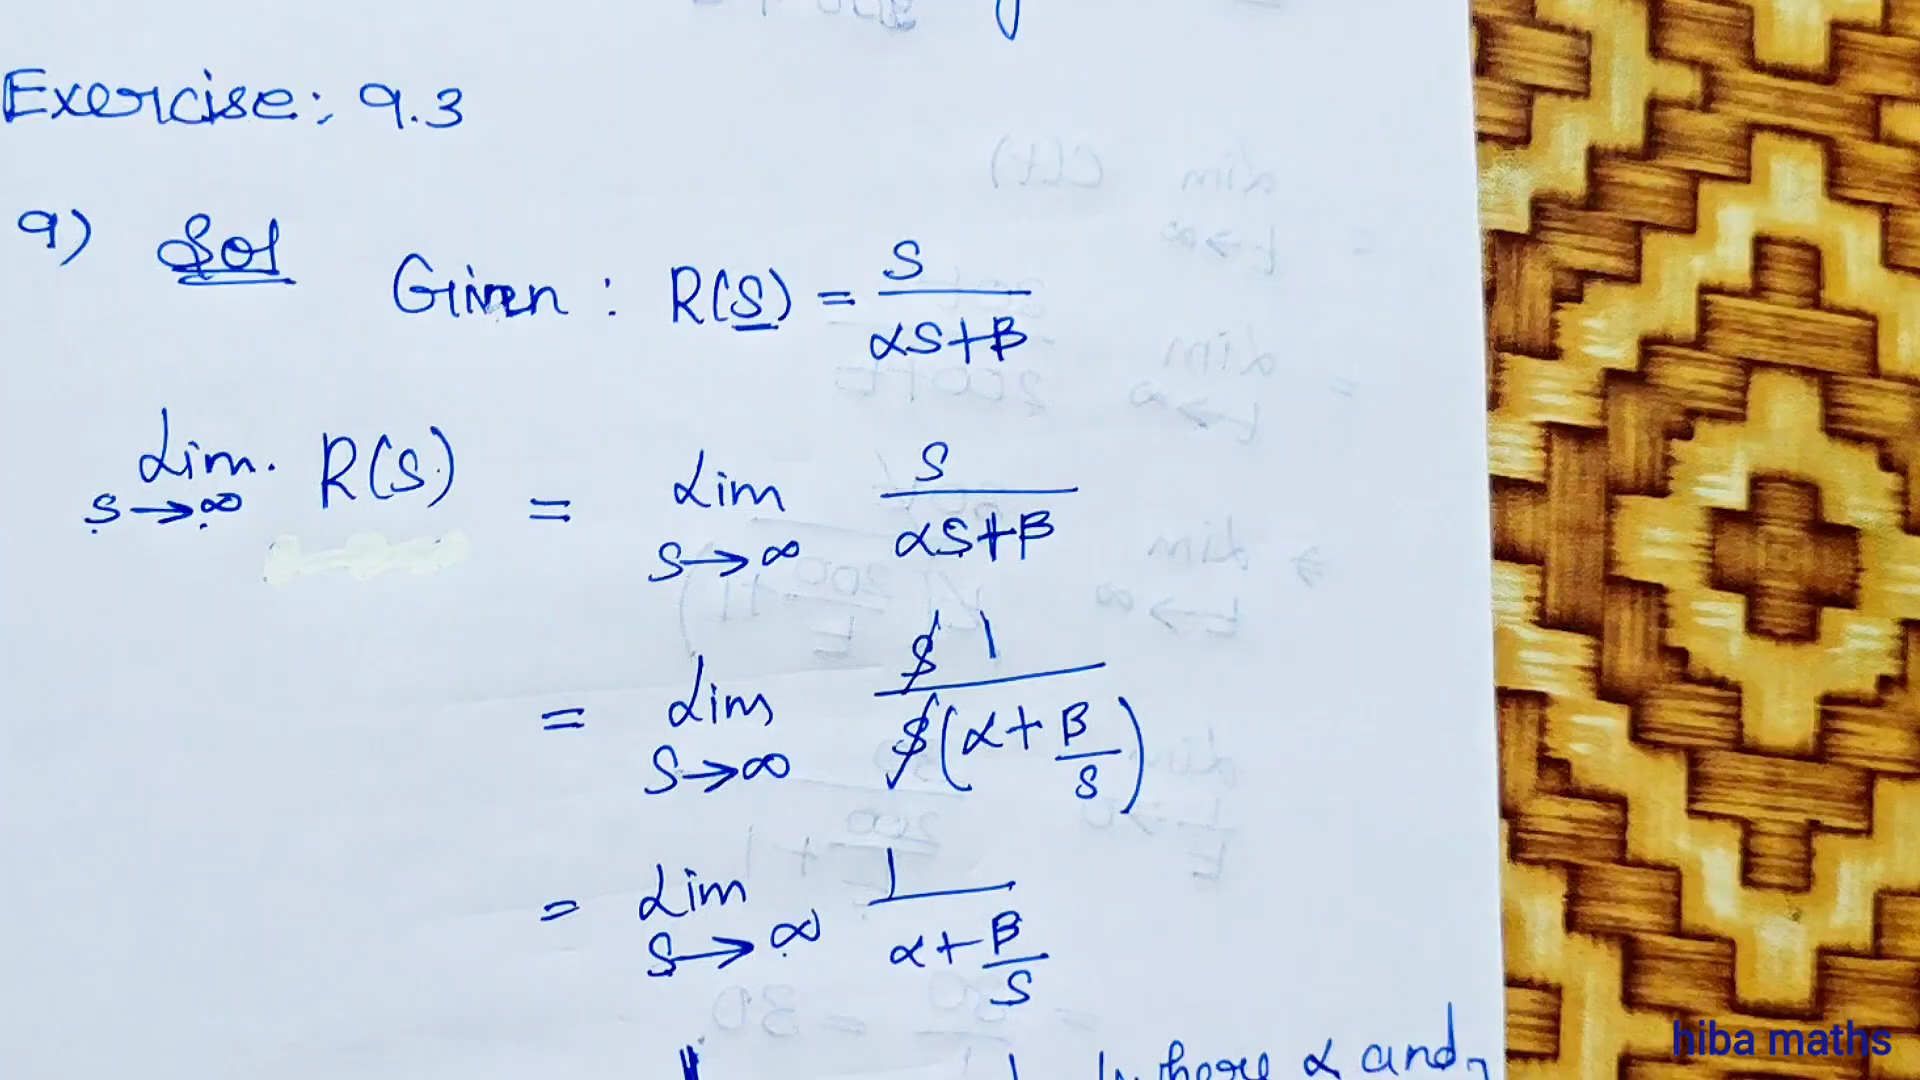 Exercise: 9.3
9) Sol
Given : R(S) = S/(αS+β)
Lim S→∞ R(S) = Lim S→∞ S/(αS+β)
= Lim S→∞ S 1/(S(α+β/S))
= Lim S→∞ 1/(α+β/S)
where α and
hiba maths